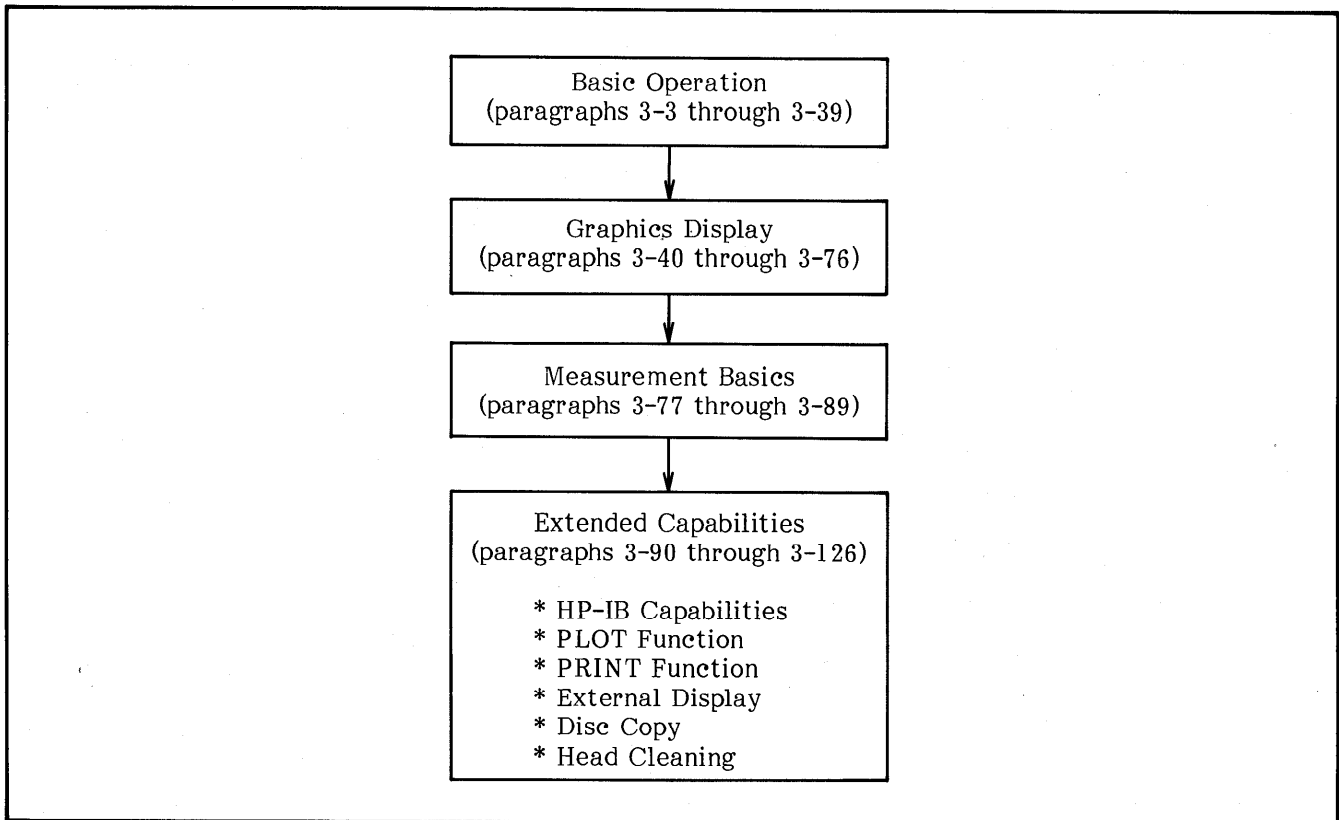 Basic Operation
(paragraphs 3-3 through 3-39)
Graphics Display
(paragraphs 3-40 through 3-76)
Measurement Basics
(paragraphs 3-77 through 3-89)
Extended Capabilities
(paragraphs 3-90 through 3-126)
* HP-IB Capabilities
* PLOT Function
* PRINT Function
* External Display
* Disc Copy
* Head Cleaning